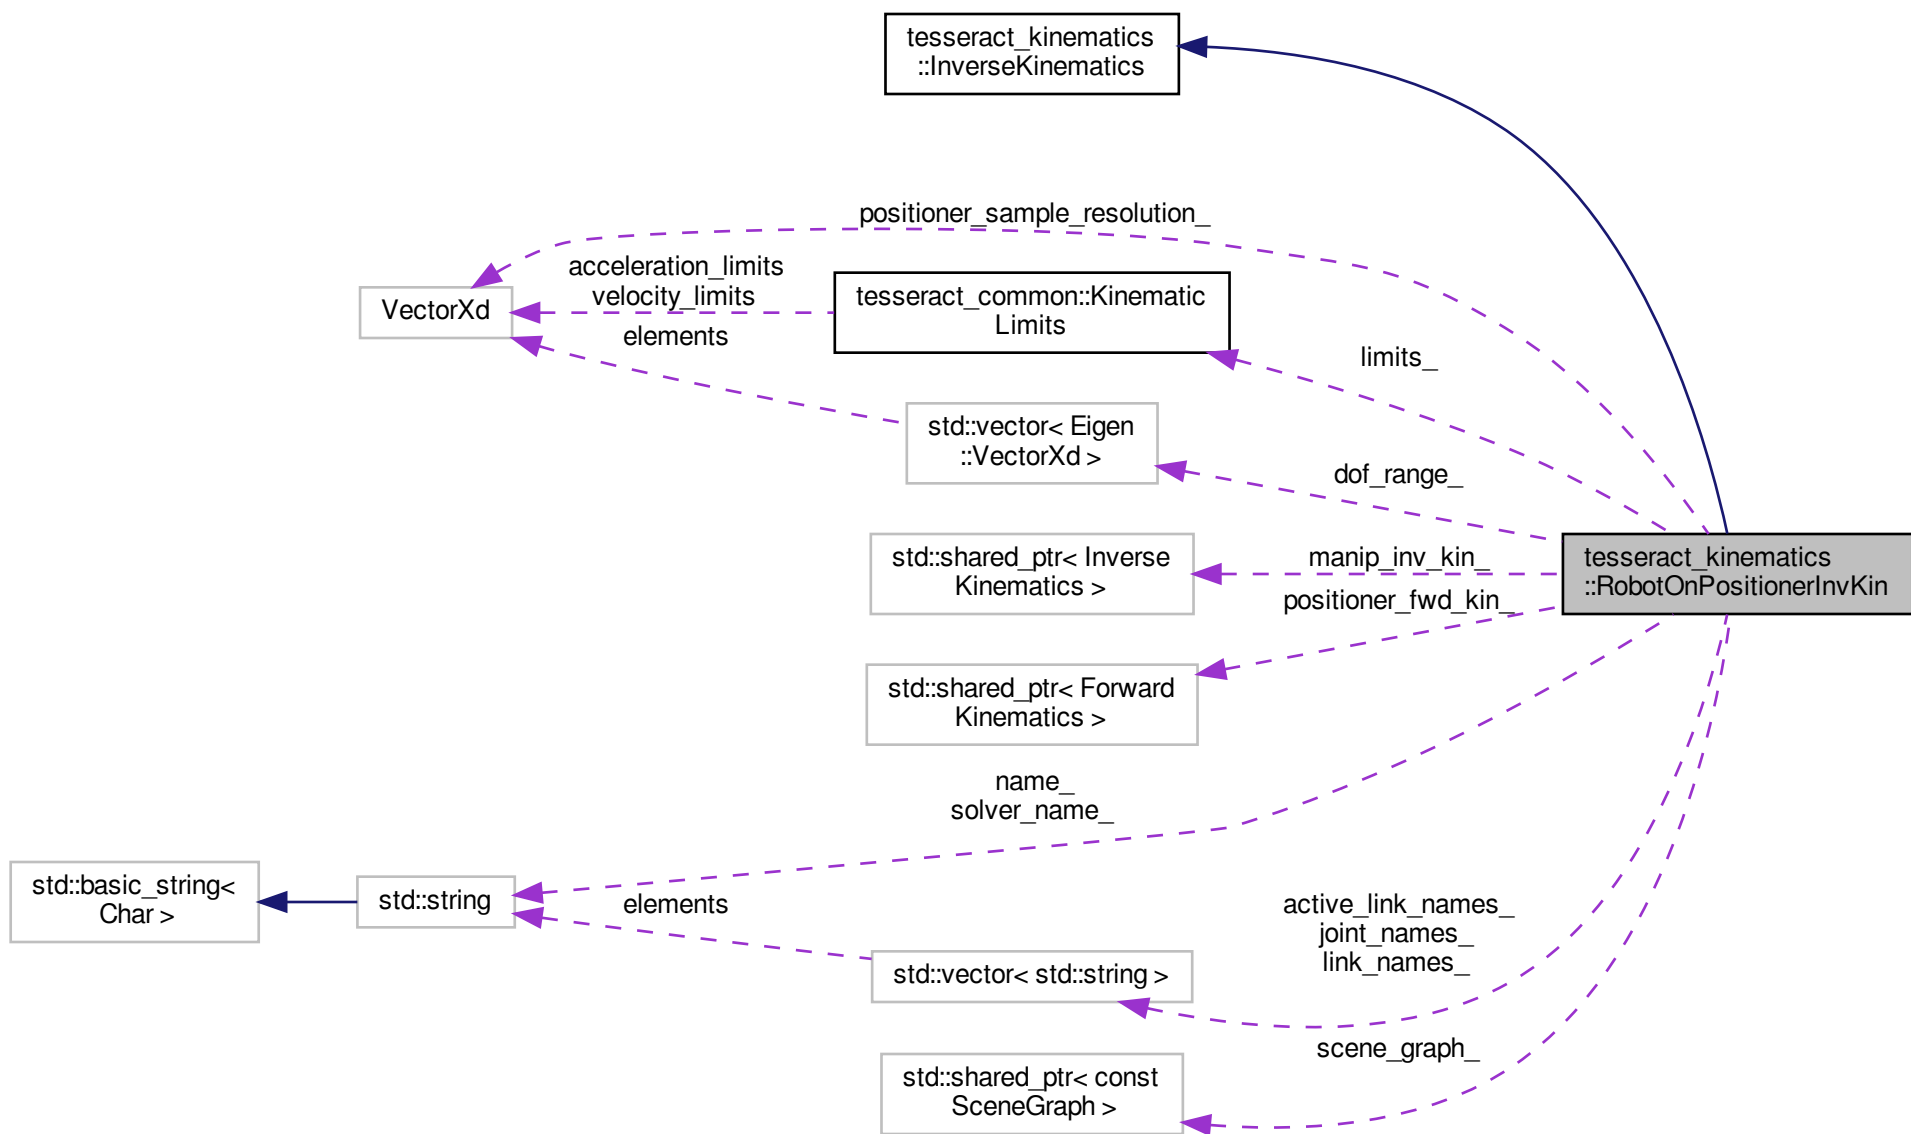 tesseract_kinematics
::InverseKinematics
positioner_sample_resolution_
acceleration_limits
velocity_limits
elements
VectorXd
tesseract_common::Kinematic
Limits
limits_
std::vector< Eigen
::VectorXd >
dof_range_
std::shared_ptr< Inverse
Kinematics >
manip_inv_kin_
positioner_fwd_kin_
tesseract_kinematics
::RobotOnPositionerInvKin
std::shared_ptr< Forward
Kinematics >
name_
solver_name_
std::basic_string<
Char >
std::string
elements
active_link_names_
joint_names_
link_names_
std::vector< std::string >
scene_graph_
std::shared_ptr< const
SceneGraph >